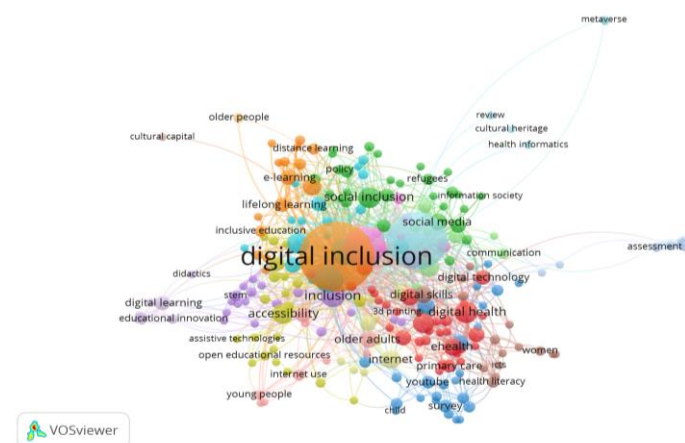 metaverse
older people
review
cultural heritage
cultural capital
health informatics
distance learning
policy
e-learning
refugees
social inclusion
information society
lifelong learning
social media
inclusive education
assessment
digital inclusion
communication
didactics
digital technology
stem
inclusion
digital skills
digital learning
accessibility
3d printing
digital health
educational innovation
assistive technologies
older adults
ehealth
women
open educational resources
internet
primary care
icts
internet use
youtube
health literacy
young people
child
survey
VOSviewer